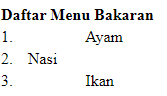 Daftar Menu Bakaran
1. Ayam
2. Nasi
3. Ikan